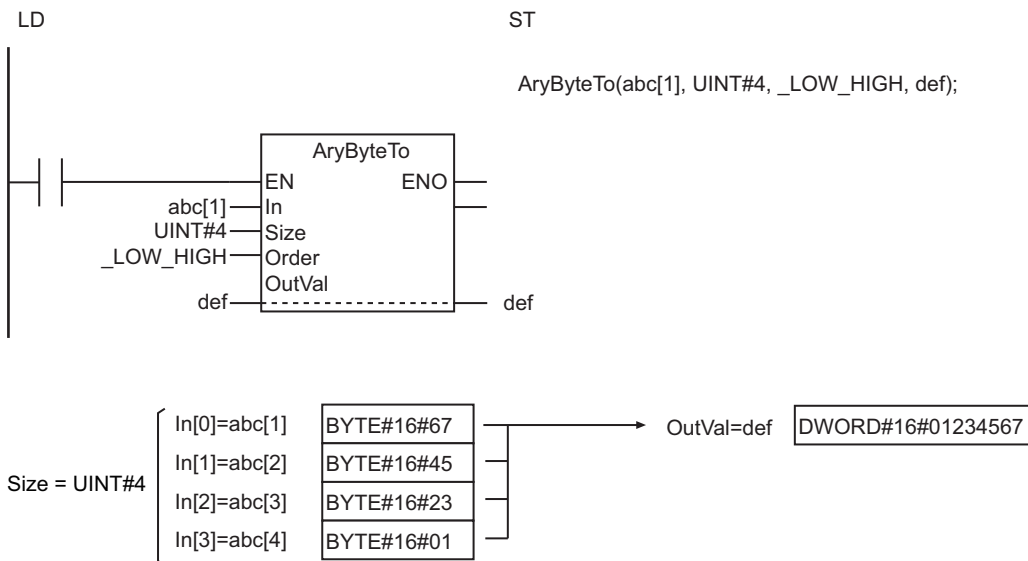 LD
ST
AryByteTo(abc[1], UINT#4, _LOW_HIGH, def);
AryByteTo
EN ENO
abc[1] In
UINT#4 Size
_LOW_HIGH Order
OutVal
def def
Size = UINT#4
In[0]=abc[1] BYTE#16#67 OutVal=def DWORD#16#01234567
In[1]=abc[2] BYTE#16#45
In[2]=abc[3] BYTE#16#23
In[3]=abc[4] BYTE#16#01